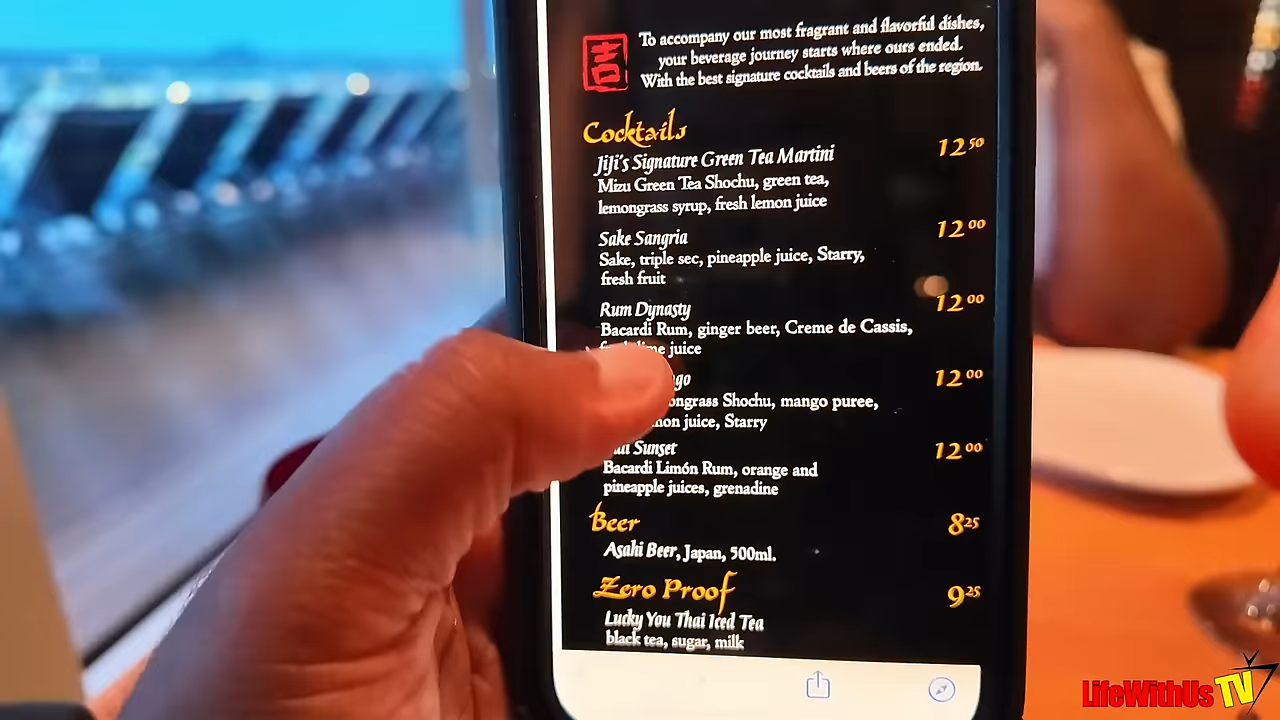 To accompany our most fragrant and flavorful dishes,
your beverage journey starts where ours ended.
With the best signature cocktails and beers of the region.
吉
Cocktails
JiJi's Signature Green Tea Martini 12 50
Mizu Green Tea Shochu, green tea,
lemongrass syrup, fresh lemon juice
Sake Sangria 12 00
Sake, triple sec, pineapple juice, Starry,
fresh fruit
Rum Dynasty 12 00
Bacardi Rum, ginger beer, Creme de Cassis,
juice
12 00
Shochu, mango puree,
juice, Starry
Sunset 12 00
Bacardi Limón Rum, orange and
pineapple juices, grenadine
Beer 8 25
Asahi Beer, Japan, 500ml.
Zero Proof 9 25
Lucky You Thai Iced Tea
black tea, sugar, milk
LifeWithUs TV